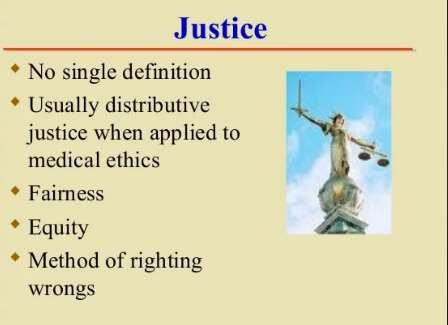 Justice
No single definition
Usually distributive
justice when applied to
medical ethics
Fairness
Equity
Method of righting
wrongs